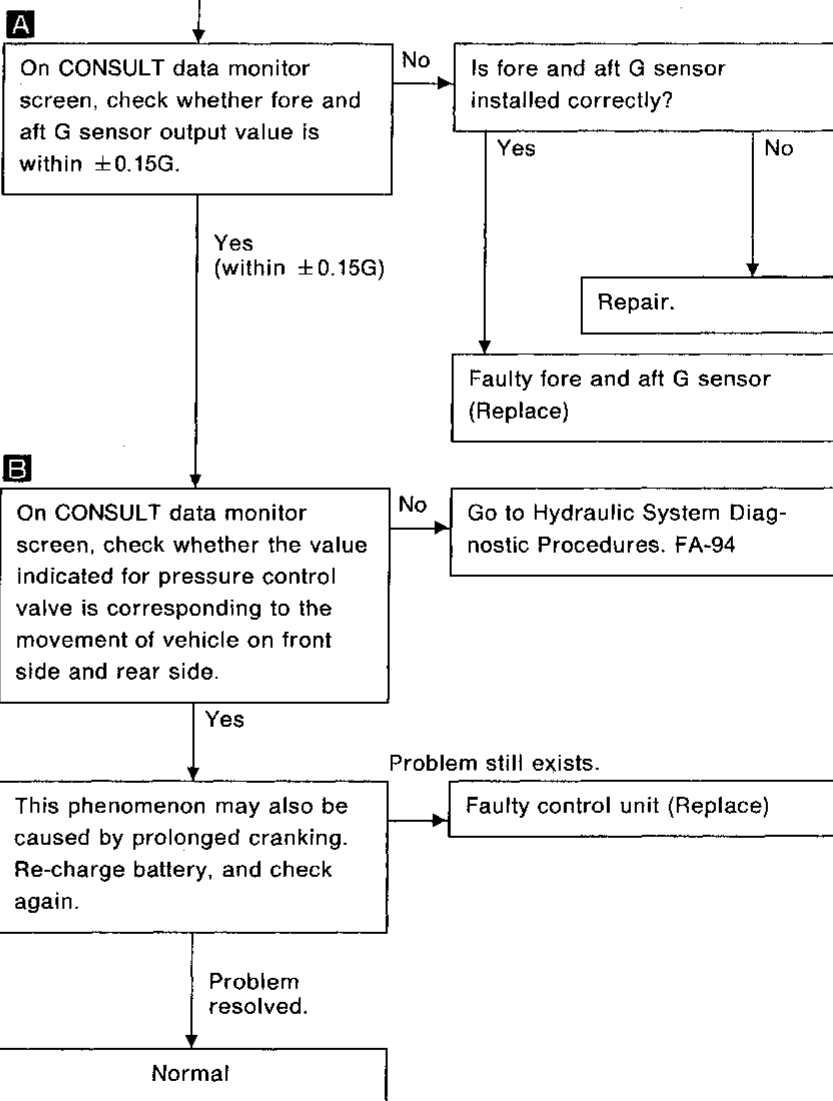 A
On CONSULT data monitor
screen, check whether fore and
aft G sensor output value is
within ±0.15G.
No
Is fore and aft G sensor
installed correctly?
Yes
No
Yes
(within ±0.15G)
Repair.
Faulty fore and aft G sensor
(Replace)
B
On CONSULT data monitor
screen, check whether the value
indicated for pressure control
valve is corresponding to the
movement of vehicle on front
side and rear side.
No
Go to Hydraulic System Diag-
nostic Procedures. FA-94
Yes
Problem still exists.
This phenomenon may also be
caused by prolonged cranking.
Re-charge battery, and check
again.
Faulty control unit (Replace)
Problem
resolved.
Normal